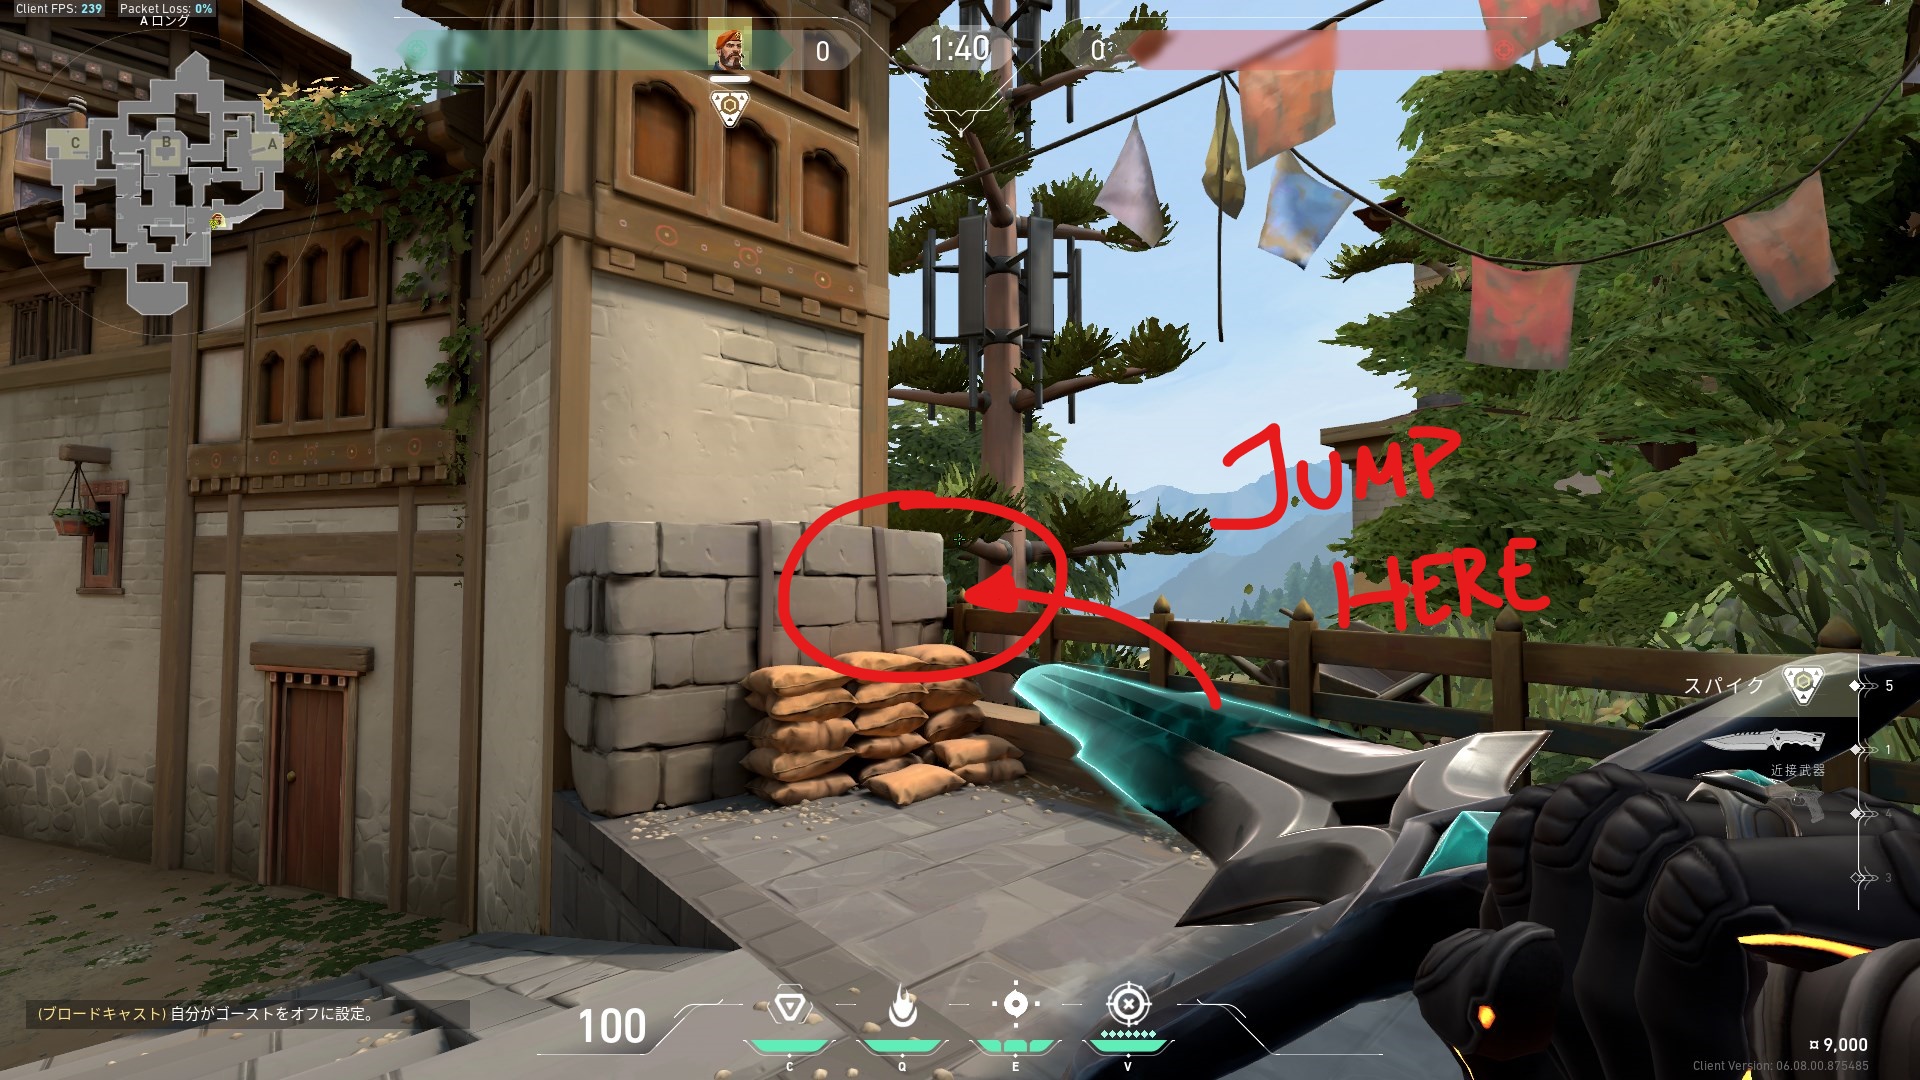 Client FPS: 239 Packet Loss: 0%
A ロング
0 1:40 0
C B A
JUMP
HERE
スパイク 5
1
近接武器
4
3
(ブロードキャスト) 自分がゴーストをオフに設定。
100
C Q E V
¤ 9,000
Client Version: 06.08.00.875485